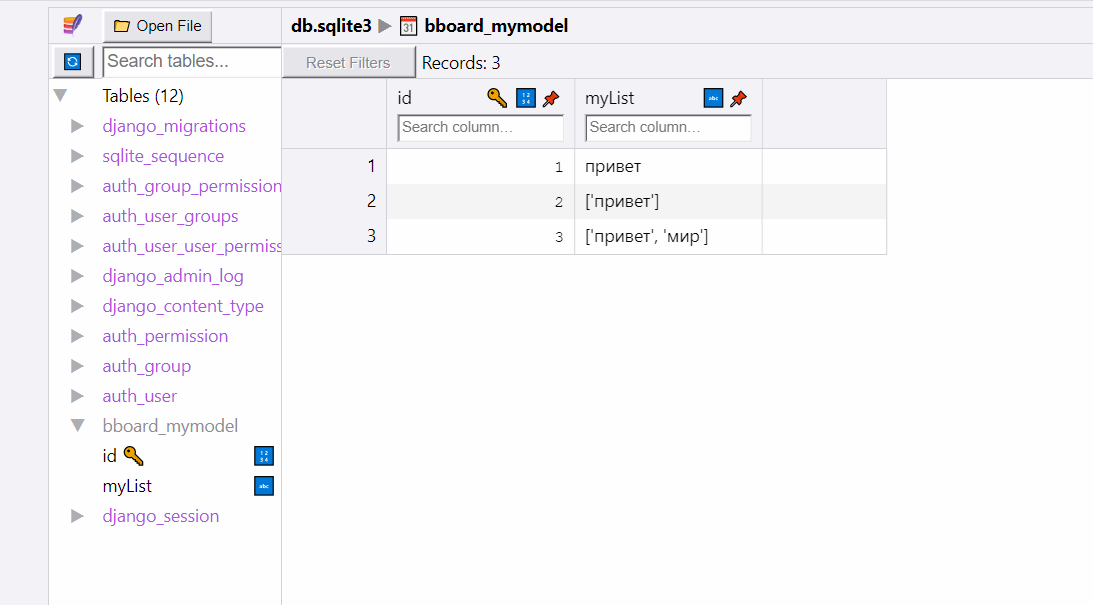 Open File
db.sqlite3 bboard_mymodel
Search tables...
Reset Filters Records: 3
Tables (12)
django_migrations
sqlite_sequence
auth_group_permission
auth_user_groups
auth_user_user_permiss
django_admin_log
django_content_type
auth_permission
auth_group
auth_user
bboard_mymodel
id
myList
django_session
id myList
Search column... Search column...
1 1 привет
2 2 ['привет']
3 3 ['привет', 'мир']